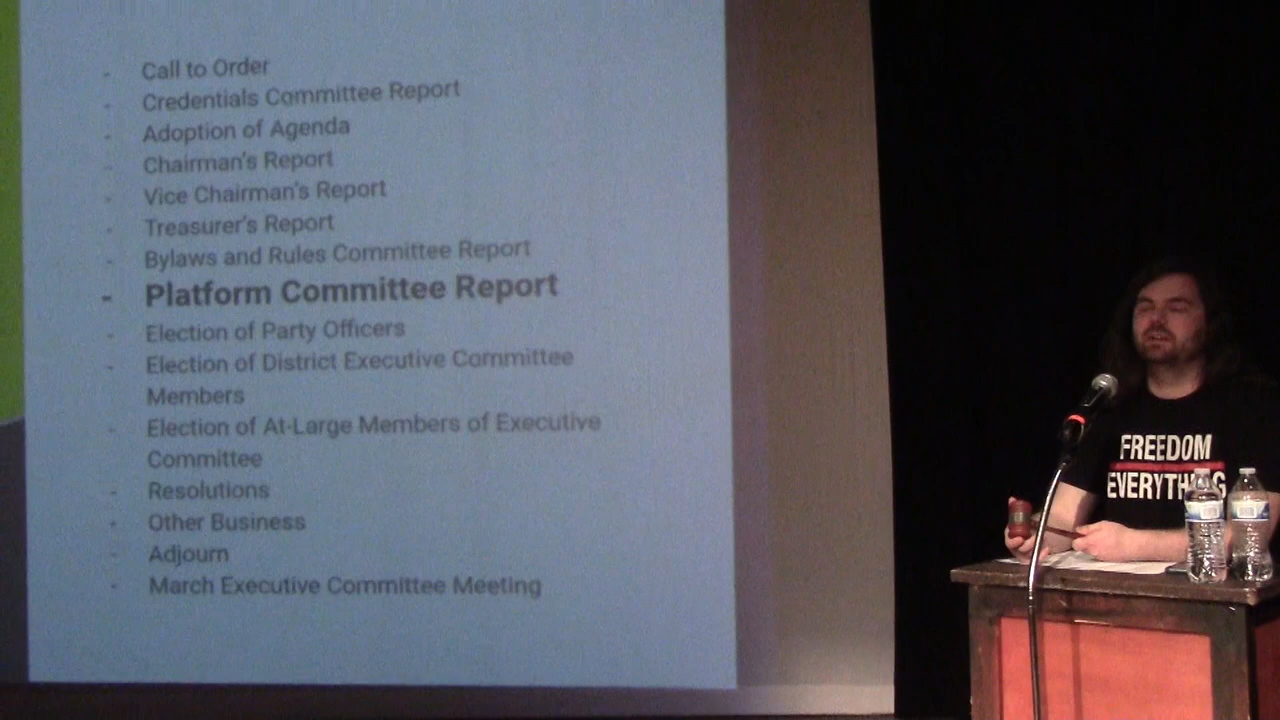 - Call to Order
- Credentials Committee Report
- Adoption of Agenda
- Chairman's Report
- Vice Chairman's Report
- Treasurer's Report
- Bylaws and Rules Committee Report
- Platform Committee Report
- Election of Party Officers
- Election of District Executive Committee
Members
- Election of At-Large Members of Executive
Committee
- Resolutions
- Other Business
- Adjourn
- March Executive Committee Meeting
FREEDOM
EVERYTHING